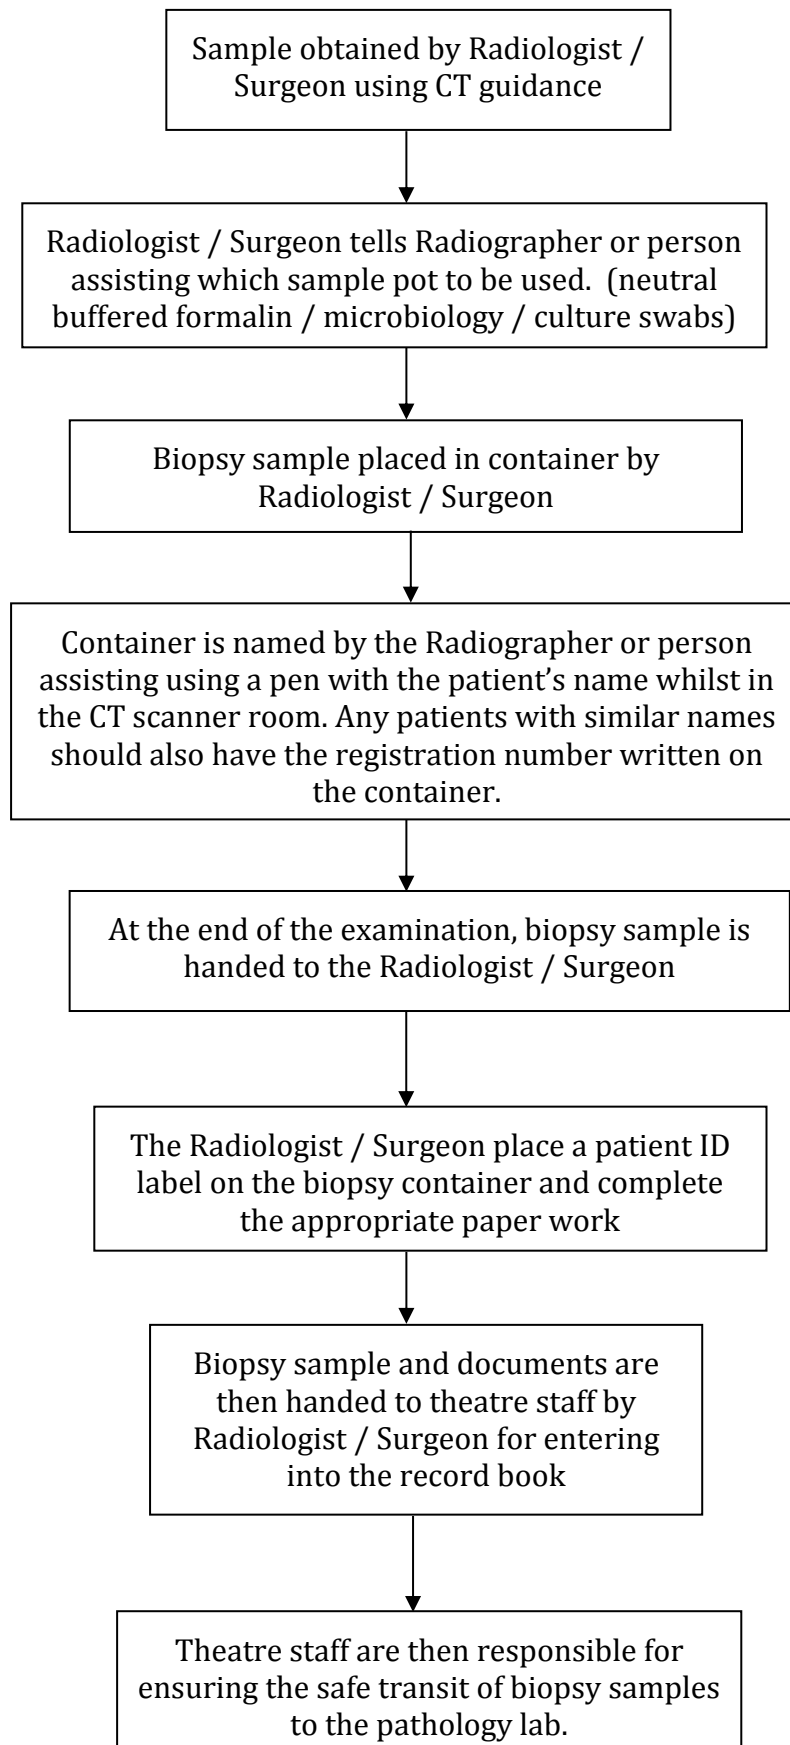 Sample obtained by Radiologist /
Surgeon using CT guidance
Radiologist / Surgeon tells Radiographer or person
assisting which sample pot to be used.  (neutral
buffered formalin / microbiology / culture swabs)
Biopsy sample placed in container by
Radiologist / Surgeon
Container is named by the Radiographer or person
assisting using a pen with the patient’s name whilst in
the CT scanner room. Any patients with similar names
should also have the registration number written on
the container.
At the end of the examination, biopsy sample is
handed to the Radiologist / Surgeon
The Radiologist / Surgeon place a patient ID
label on the biopsy container and complete
the appropriate paper work
Biopsy sample and documents are
then handed to theatre staff by
Radiologist / Surgeon for entering
into the record book
Theatre staff are then responsible for
ensuring the safe transit of biopsy samples
to the pathology lab.